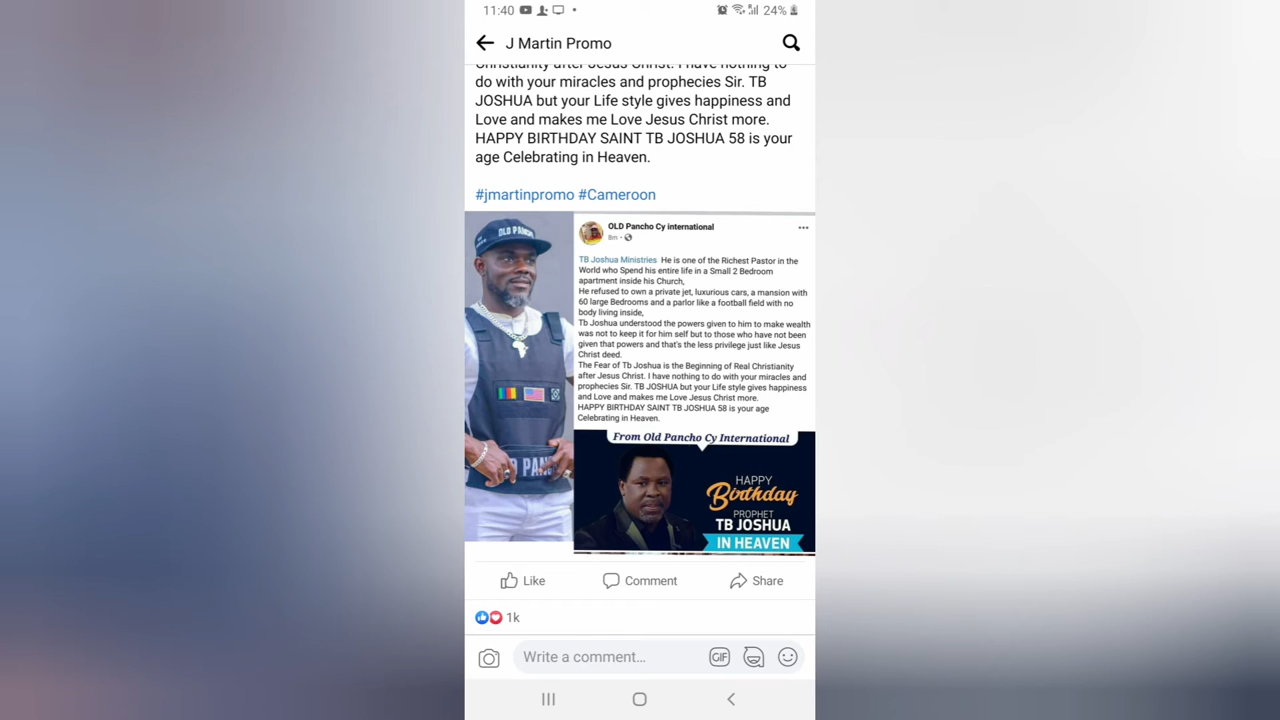 11:40
24%
J Martin Promo
Christianity after Jesus Christ. I have nothing to
do with your miracles and prophecies Sir. TB
JOSHUA but your Life style gives happiness and
Love and makes me Love Jesus Christ more.
HAPPY BIRTHDAY SAINT TB JOSHUA 58 is your
age Celebrating in Heaven.
#jmartinpromo #Cameroon
OLD PANCHO
OLD PAN
OLD Pancho Cy international
8m
TB Joshua Ministries He is one of the Richest Pastor in the
World who Spend his entire life in a Small 2 Bedroom
apartment inside his Church,
He refused to own a private jet, luxurious cars, a mansion with
60 large Bedrooms and a parlor like a football field with no
body living inside,
Tb Joshua understood the powers given to him to make wealth
was not to keep it for him self but to those who have not been
given that powers and that's the less privilege just like Jesus
Christ deed.
The Fear of Tb Joshua is the Beginning of Real Christianity
after Jesus Christ. I have nothing to do with your miracles and
prophecies Sir. TB JOSHUA but your Life style gives happiness
and Love and makes me Love Jesus Christ more.
HAPPY BIRTHDAY SAINT TB JOSHUA 58 is your age
Celebrating in Heaven.
From Old Pancho Cy International
HAPPY
Birthday
PROPHET
TB JOSHUA
IN HEAVEN
Like
Comment
Share
1k
Write a comment...
GIF